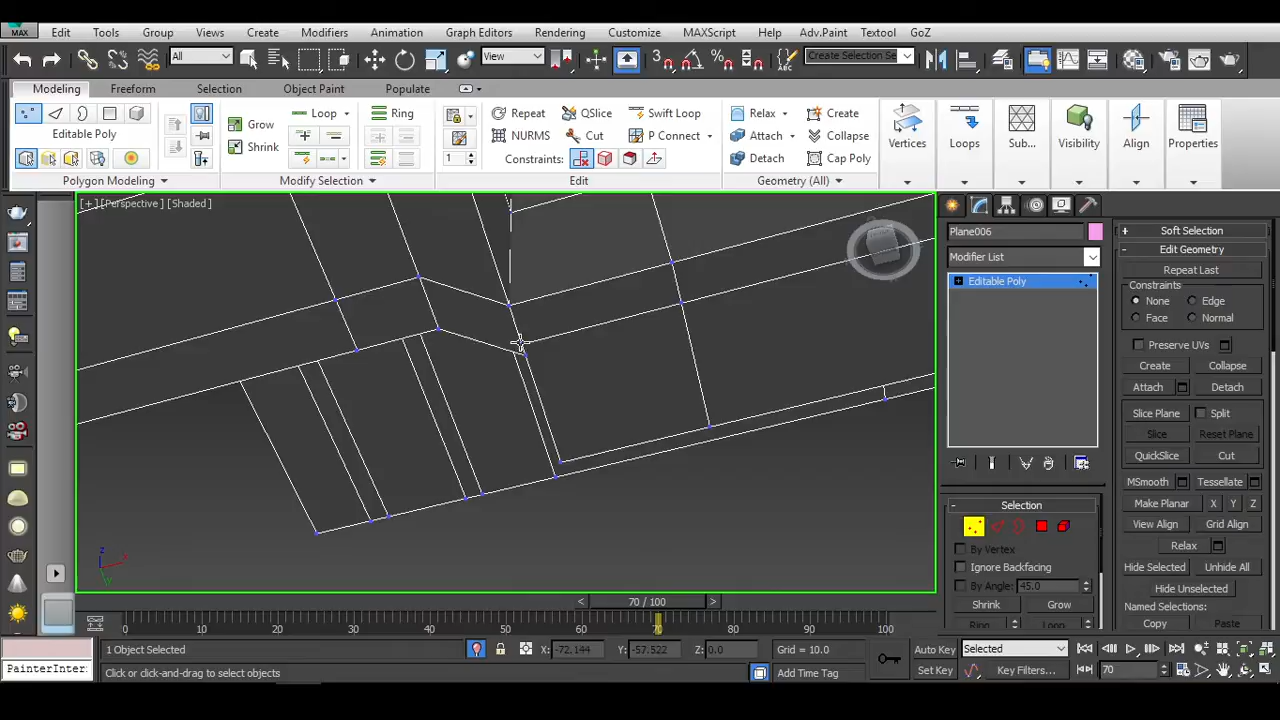 MAX Edit Tools Group Views Create Modifiers Animation Graph Editors Rendering Customize MAXScript Help Adv.Paint Textool GoZ
All View 3 Create Selection Se
Modeling Freeform Selection Object Paint Populate
Editable Poly
Grow
Shrink
Loop
Ring
Repeat QSlice Swift Loop
NURMS Cut P Connect
1 Constraints:
Relax Create
Attach Collapse
Detach Cap Poly
Vertices Loops Sub... Visibility Align Properties
Polygon Modeling Modify Selection Edit Geometry (All)
[+] [Perspective ] [Shaded ]
z x y
Plane006
Modifier List
Editable Poly
Selection
By Vertex
Ignore Backfacing
By Angle: 45.0
Shrink Grow
Ring Loop
Soft Selection
Edit Geometry
Repeat Last
Constraints
None Edge
Face Normal
Preserve UVs
Create Collapse
Attach Detach
Slice Plane Split
Slice Reset Plane
QuickSlice Cut
MSmooth Tessellate
Make Planar X Y Z
View Align Grid Align
Relax
Hide Selected Unhide All
Hide Unselected
Named Selections:
Copy Paste
< 70 / 100 >
0 10 20 30 40 50 60 70 80 90 100
PainterInter
1 Object Selected
Click or click-and-drag to select objects
X: -72.144 Y: -57.522 Z: 0.0 Grid = 10.0
Add Time Tag
Auto Key Selected
Set Key Key Filters... 70